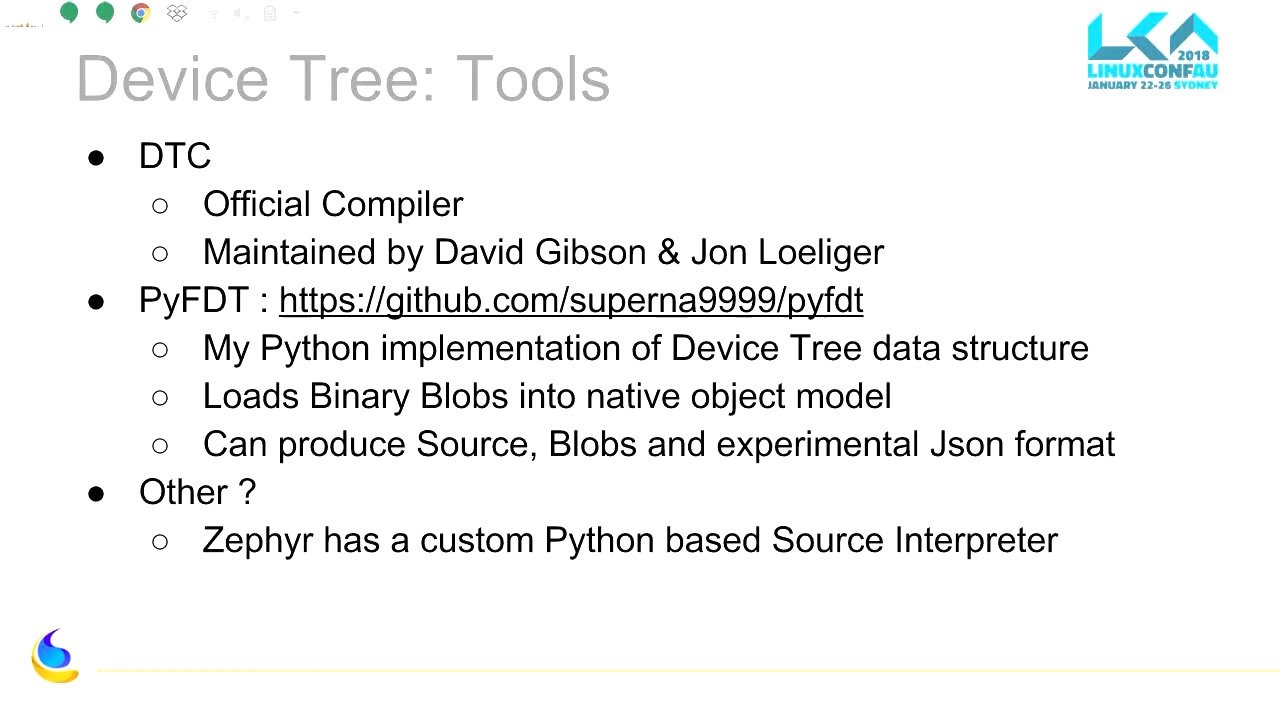 Device Tree: Tools
LCA
2018
LINUXCONFAU
JANUARY 22-26 SYDNEY
● DTC
○ Official Compiler
○ Maintained by David Gibson & Jon Loeliger
● PyFDT : https://github.com/superna9999/pyfdt
○ My Python implementation of Device Tree data structure
○ Loads Binary Blobs into native object model
○ Can produce Source, Blobs and experimental Json format
● Other ?
○ Zephyr has a custom Python based Source Interpreter